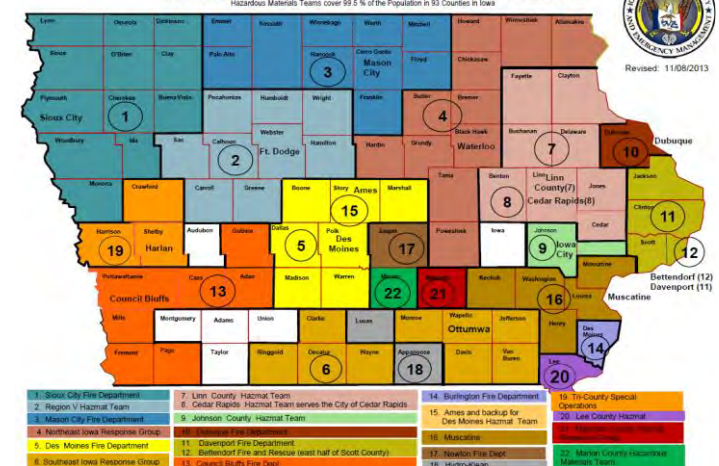 Hazardous Materials Teams cover 99.5 % of the Population in 93 Counties in Iowa
AND EMERGENCY MANAGEMENT
Revised: 11/08/2013
Lyon Osceola Dickinson Emmet Kossuth Winnebago Worth Mitchell Howard Winneshiek Allamakee
Sioux O'Brien Clay Palo Alto Hancock Cerro Gordo Floyd Chickasaw
3 Mason City
Fayette Clayton
Plymouth Cherokee Buena Vista Pocahontas Humboldt Wright Franklin Butler Bremer
Sioux City 1 4
Woodbury Ida Sac Calhoun Webster Hamilton Hardin Grundy Black Hawk Buchanan Delaware Dubuque
2 Ft. Dodge Waterloo 7 10 Dubuque
Monona Crawford Carroll Greene Boone Story Marshall Tama Benton Linn Jones Jackson
Ames 15 8 Linn County(7) Cedar Rapids(8)
Clinton 11
Harrison Shelby Audubon Guthrie Dallas Polk Jasper Poweshiek Iowa Johnson Cedar Scott
19 Harlan 5 Des Moines 17 9 Iowa City 12
Bettendorf (12)
Davenport (11)
Pottawattamie Cass Adair Madison Warren Marion Keokuk Washington Muscatine
Council Bluffs 13 22 21 16 Louisa Muscatine
Mills Montgomery Adams Union Clarke Lucas Monroe Wapello Jefferson Henry Des Moines
Ottumwa 14
Fremont Page Taylor Ringgold Decatur Wayne Appanoose Davis Van Buren Lee
6 18 20
1. Sioux City Fire Department
2. Region V Hazmat Team
3. Mason City Fire Department
4. Northeast Iowa Response Group
5. Des Moines Fire Department
6. Southeast Iowa Response Group
7. Linn County Hazmat Team
8. Cedar Rapids Hazmat Team serves the City of Cedar Rapids
9. Johnson County Hazmat Team
10. Dubuque Fire Department
11. Davenport Fire Department
12. Bettendorf Fire and Rescue (east half of Scott County)
13. Council Bluffs Fire Dept
14. Burlington Fire Department
15. Ames and backup for
Des Moines Hazmat Team
16. Muscatine
17. Newton Fire Dept
18. Hydro-Klean
19. Tri-County Special
Operations
20. Lee County Hazmat
22. Marion County Hazardous
Materials Team